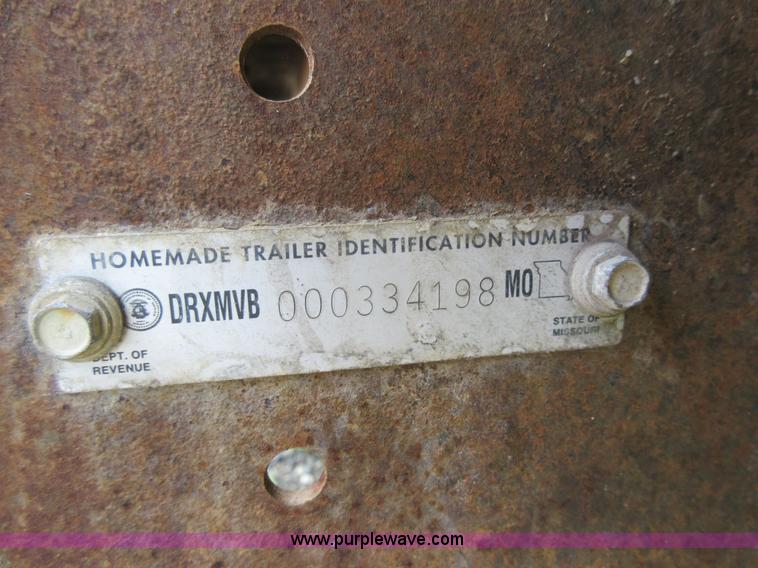 HOMEMADE TRAILER IDENTIFICATION NUMBER
DRXMVB 000334198 MO
DEPT. OF
REVENUE
STATE OF
MISSOURI
www.purplewave.com